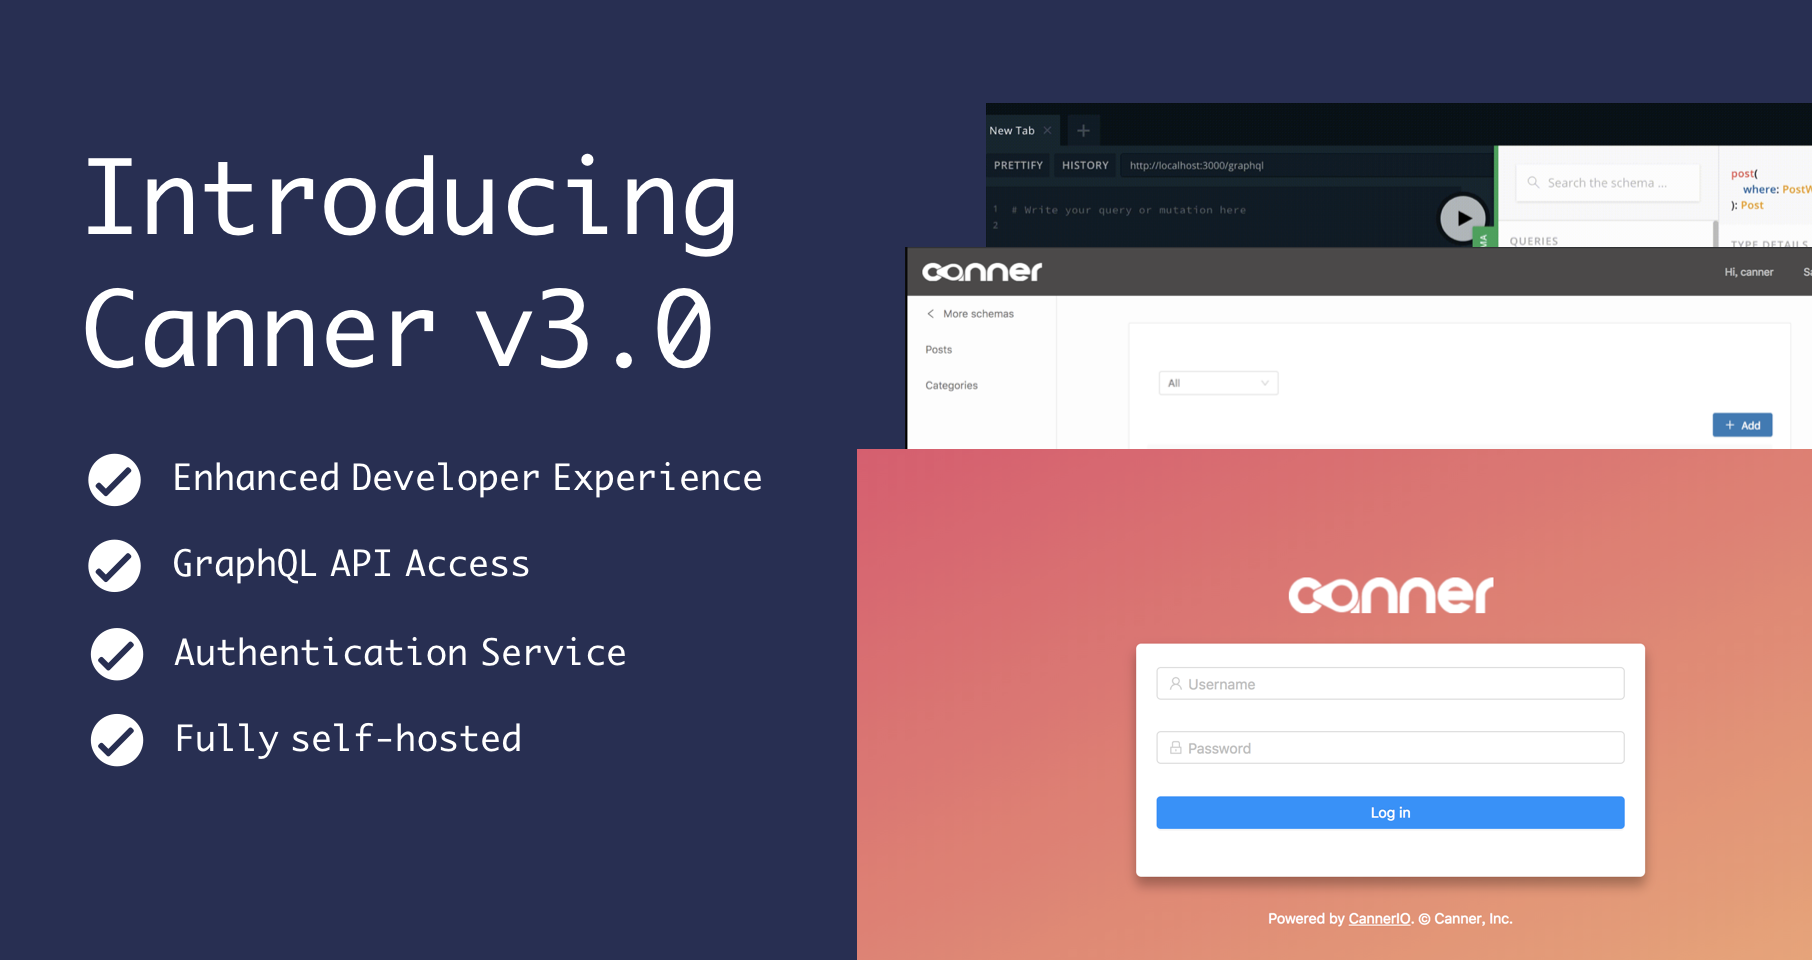 Introducing
Canner v3.0
Enhanced Developer Experience
GraphQL API Access
Authentication Service
Fully self-hosted
New Tab
PRETTIFY HISTORY http://localhost:3000/graphql
1 # Write your query or mutation here
2
Search the schema ...
QUERIES
post(
where: PostW
): Post
TYPE DETAILS
canner
Hi, canner
More schemas
Posts
Categories
All
+ Add
canner
Username
Password
Log in
Powered by CannerIO. © Canner, Inc.